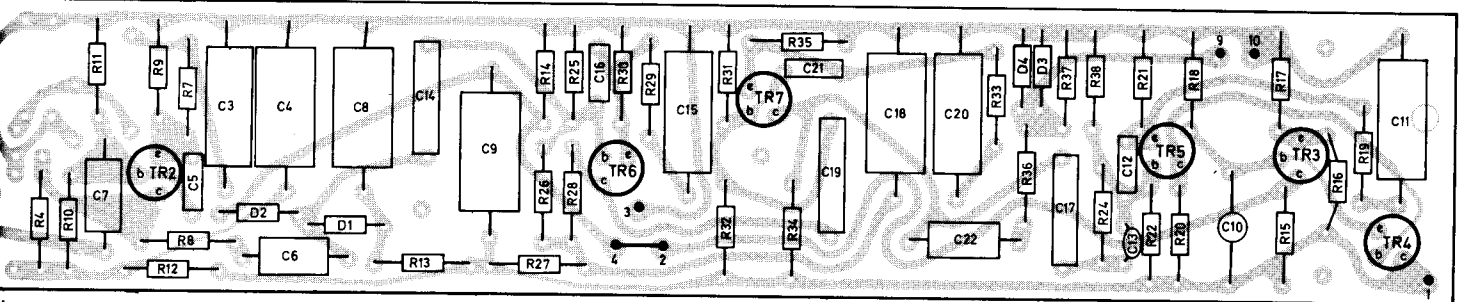 R11
R9
R7
C3
C4
C8
C14
C9
R14
R25
C16
R30
R29
C15
R31
R35
C21
e
TR7
b
c
C18
C20
R33
D4
D3
R37
R38
R21
R18
9
10
R17
C11
C7
e
b
TR2
c
C5
R4
R10
D2
D1
R8
R12
C6
R13
R26
R28
R27
b
e
TR6
c
3
4
2
R32
R34
C19
C22
R36
C17
R24
C12
e
TR5
b
c
C13
R22
R20
C10
R15
e
TR3
b
c
R16
R19
e
TR4
b
c
1